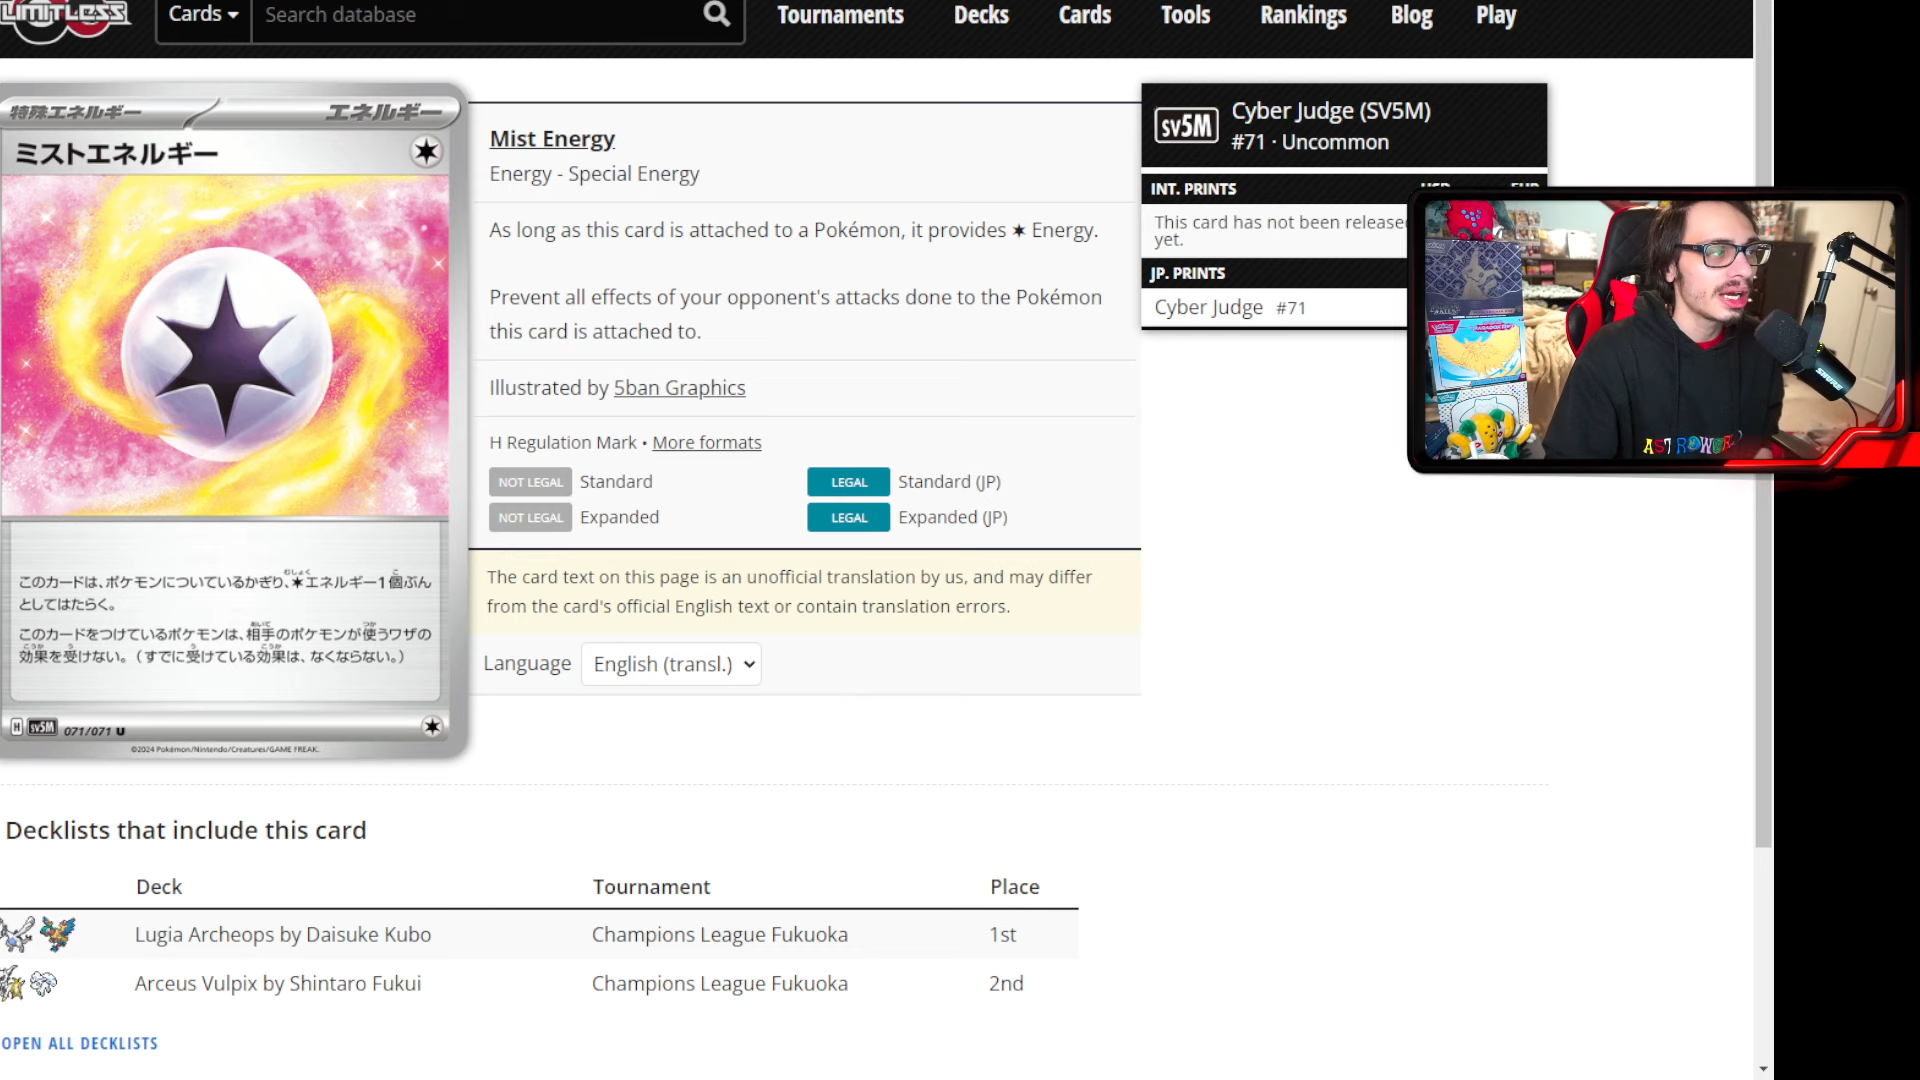 LIMITLESS
Cards
Search database
Tournaments
Decks
Cards
Tools
Rankings
Blog
Play
特殊エネルギー
エネルギー
ミストエネルギー
このカードは、ポケモンについているかぎり、エネルギー1個ぶん
としてはたらく。
このカードをつけているポケモンは、相手のポケモンが使うワザの
効果を受けない。（すでに受けている効果は、なくならない。）
H sv5M 071/071 U
©2024 Pokémon/Nintendo/Creatures/GAME FREAK.
Mist Energy
Energy - Special Energy
As long as this card is attached to a Pokémon, it provides Energy.
Prevent all effects of your opponent's attacks done to the Pokémon
this card is attached to.
Illustrated by 5ban Graphics
H Regulation Mark • More formats
NOT LEGAL Standard
LEGAL Standard (JP)
NOT LEGAL Expanded
LEGAL Expanded (JP)
The card text on this page is an unofficial translation by us, and may differ
from the card's official English text or contain translation errors.
Language English (transl.)
sv5M
Cyber Judge (SV5M)
#71 · Uncommon
INT. PRINTS
This card has not been release
yet.
JP. PRINTS
Cyber Judge #71
SHURE
Decklists that include this card
Deck Tournament Place
Lugia Archeops by Daisuke Kubo Champions League Fukuoka 1st
Arceus Vulpix by Shintaro Fukui Champions League Fukuoka 2nd
OPEN ALL DECKLISTS